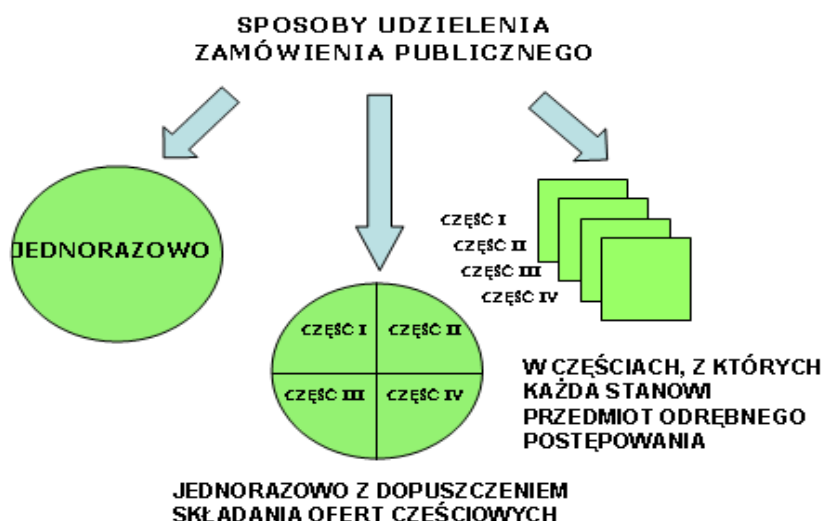 SPOSOBY UDZIELENIA
ZAMÓWIENIA PUBLICZNEGO
JEDNORAZOWO
CZĘŚĆ I
CZĘŚĆ II
CZĘŚĆ III
CZĘŚĆ IV
CZĘŚĆ I
CZĘŚĆ II
CZĘŚĆ III
CZĘŚĆ IV
W CZĘŚCIACH, Z KTÓRYCH
KAŻDA STANOWI
PRZEDMIOT ODRĘBNEGO
POSTĘPOWANIA
JEDNORAZOWO Z DOPUSZCZENIEM
SKŁADANIA OFERT CZĘŚCIOWYCH